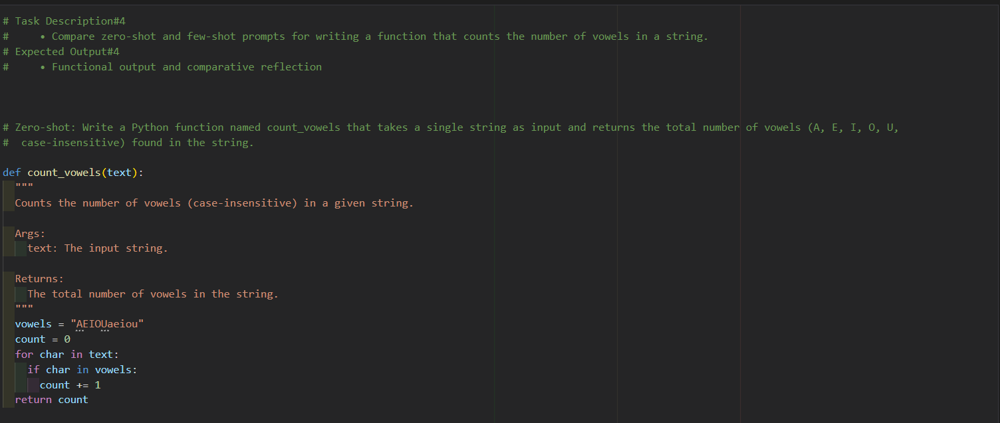 # Task Description#4
#     • Compare zero-shot and few-shot prompts for writing a function that counts the number of vowels in a string.
# Expected Output#4
#     • Functional output and comparative reflection
# Zero-shot: Write a Python function named count_vowels that takes a single string as input and returns the total number of vowels (A, E, I, O, U,
#  case-insensitive) found in the string.
def count_vowels(text):
  """
  Counts the number of vowels (case-insensitive) in a given string.
  Args:
    text: The input string.
  Returns:
    The total number of vowels in the string.
  """
  vowels = "AEIOUaeiou"
  count = 0
  for char in text:
    if char in vowels:
      count += 1
  return count